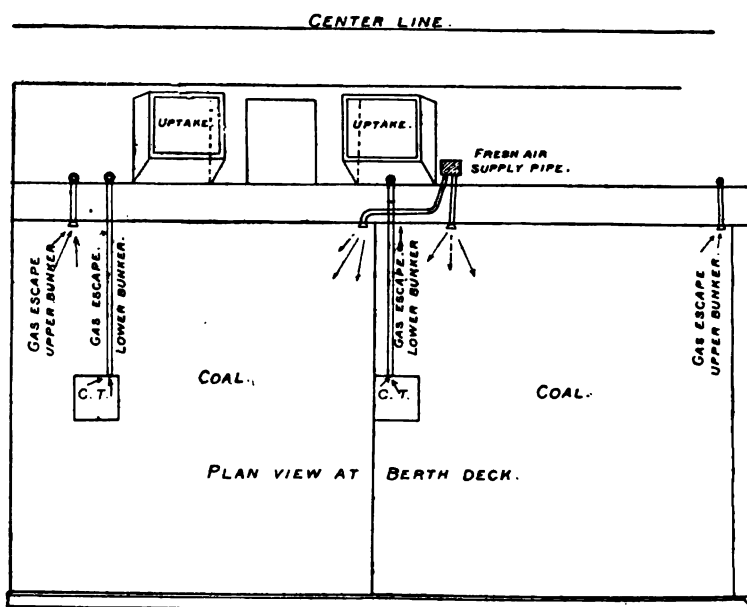 CENTER LINE.
UPTAKE.
UPTAKE.
FRESH AIR
SUPPLY PIPE.
GAS ESCAPE
UPPER BUNKER
GAS ESCAPE.
LOWER BUNKER.
GAS ESCAPE.
LOWER BUNKER
GAS ESCAPE
UPPER BUNKER.
C. T.
COAL.
C. T.
COAL.
PLAN VIEW AT BERTH DECK.